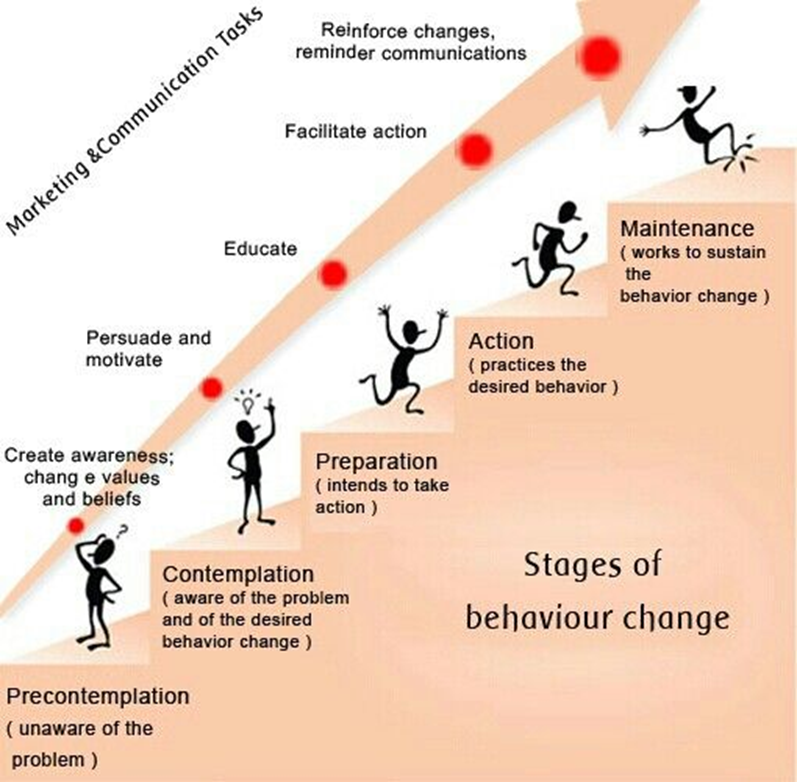 Marketing &Communication Tasks
Reinforce changes,
reminder communications
Facilitate action
Educate
Persuade and
motivate
Create awareness;
chang e values
and beliefs
?
Maintenance
( works to sustain
the
behavior change )
Action
( practices the
desired behavior )
Preparation
( intends to take
action )
Contemplation
( aware of the problem
and of the desired
behavior change )
Precontemplation
( unaware of the
problem )
Stages of
behaviour change